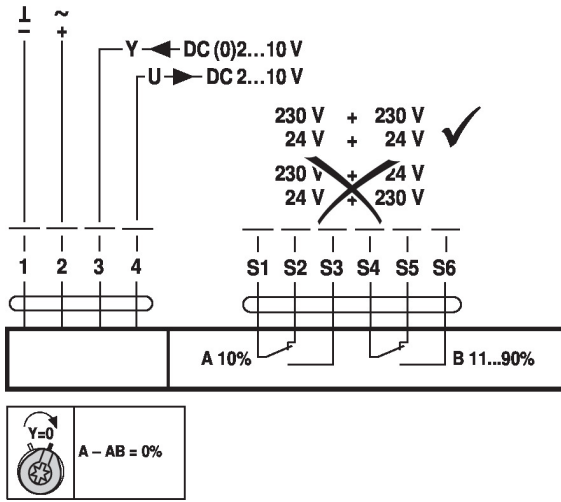 ⊥ ~
– +
Y DC (0)2...10 V
U DC 2...10 V
230 V + 230 V
24 V + 24 V
230 V + 24 V
24 V + 230 V
1 2 3 4 S1 S2 S3 S4 S5 S6
A 10% B 11...90%
Y=0
A – AB = 0%